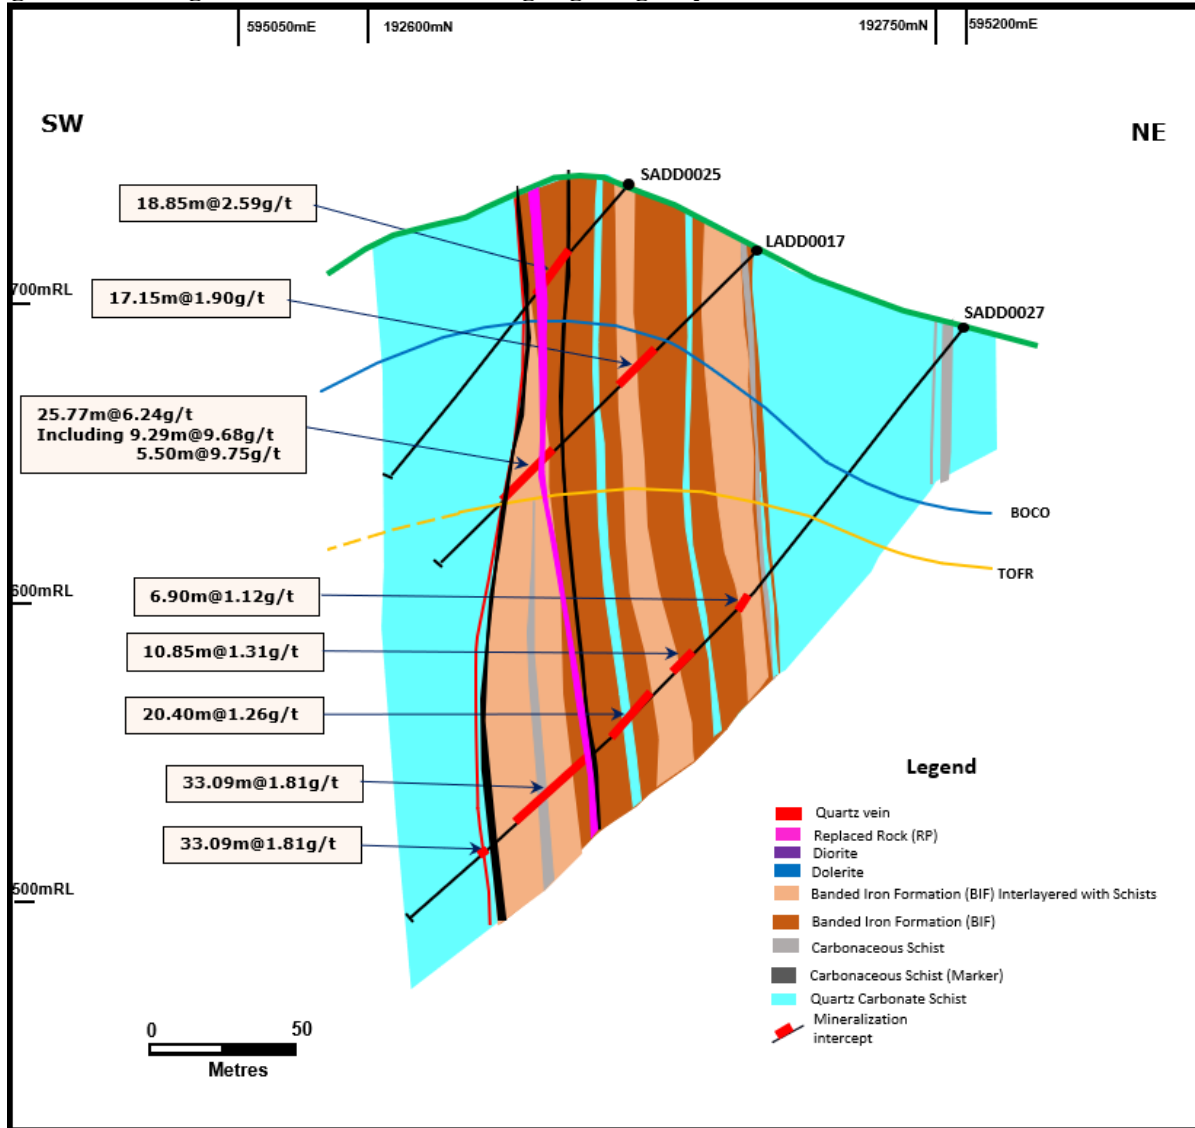 595050mE
192600mN
192750mN
595200mE
SW
NE
SADD0025
18.85m@2.59g/t
LADD0017
700mRL
17.15m@1.90g/t
SADD0027
25.77m@6.24g/t
Including 9.29m@9.68g/t
5.50m@9.75g/t
BOCO
TOFR
600mRL
6.90m@1.12g/t
10.85m@1.31g/t
20.40m@1.26g/t
33.09m@1.81g/t
33.09m@1.81g/t
500mRL
Legend
Quartz vein
Replaced Rock (RP)
Diorite
Dolerite
Banded Iron Formation (BIF) Interlayered with Schists
Banded Iron Formation (BIF)
Carbonaceous Schist
Carbonaceous Schist (Marker)
Quartz Carbonate Schist
Mineralization
intercept
0 50
Metres